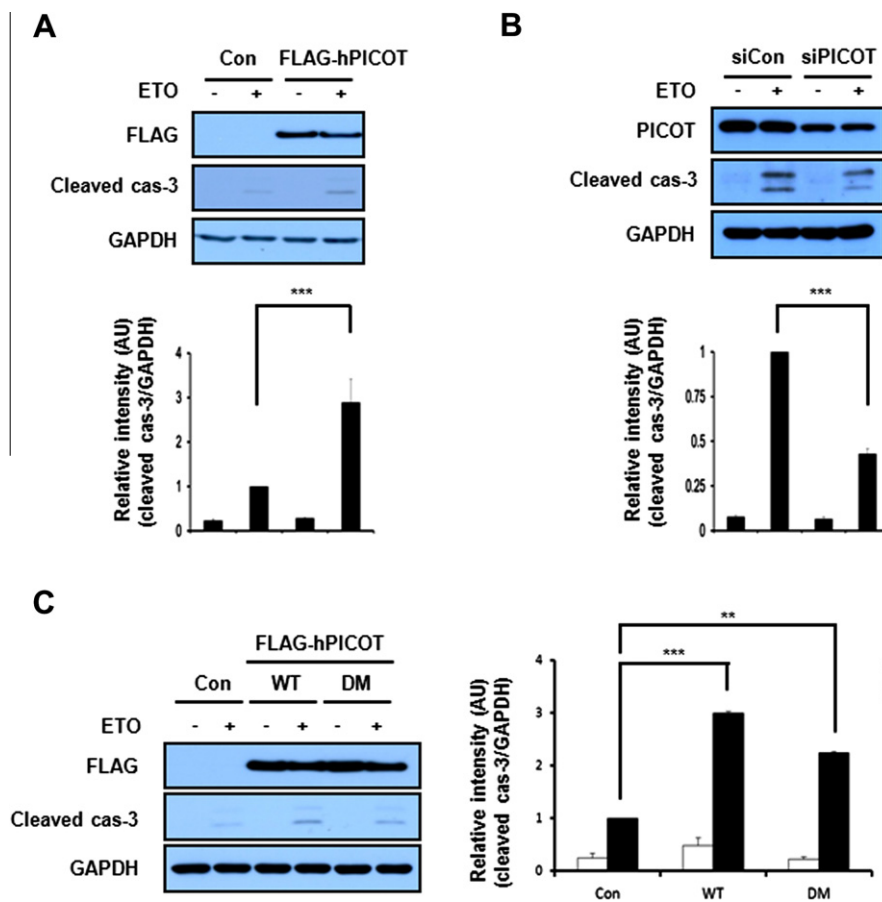 A
Con FLAG-hPICOT
ETO - + - +
FLAG
Cleaved cas-3
GAPDH
***
Relative intensity (AU)
(cleaved cas-3/GAPDH)
4
3
2
1
0
B
siCon siPICOT
ETO - + - +
PICOT
Cleaved cas-3
GAPDH
***
Relative intensity (AU)
(cleaved cas-3/GAPDH)
1
0.75
0.5
0.25
0
C
FLAG-hPICOT
Con WT DM
ETO - + - + - +
FLAG
Cleaved cas-3
GAPDH
**
***
Relative intensity (AU)
(cleaved cas-3/GAPDH)
4
3
2
1
0
Con WT DM